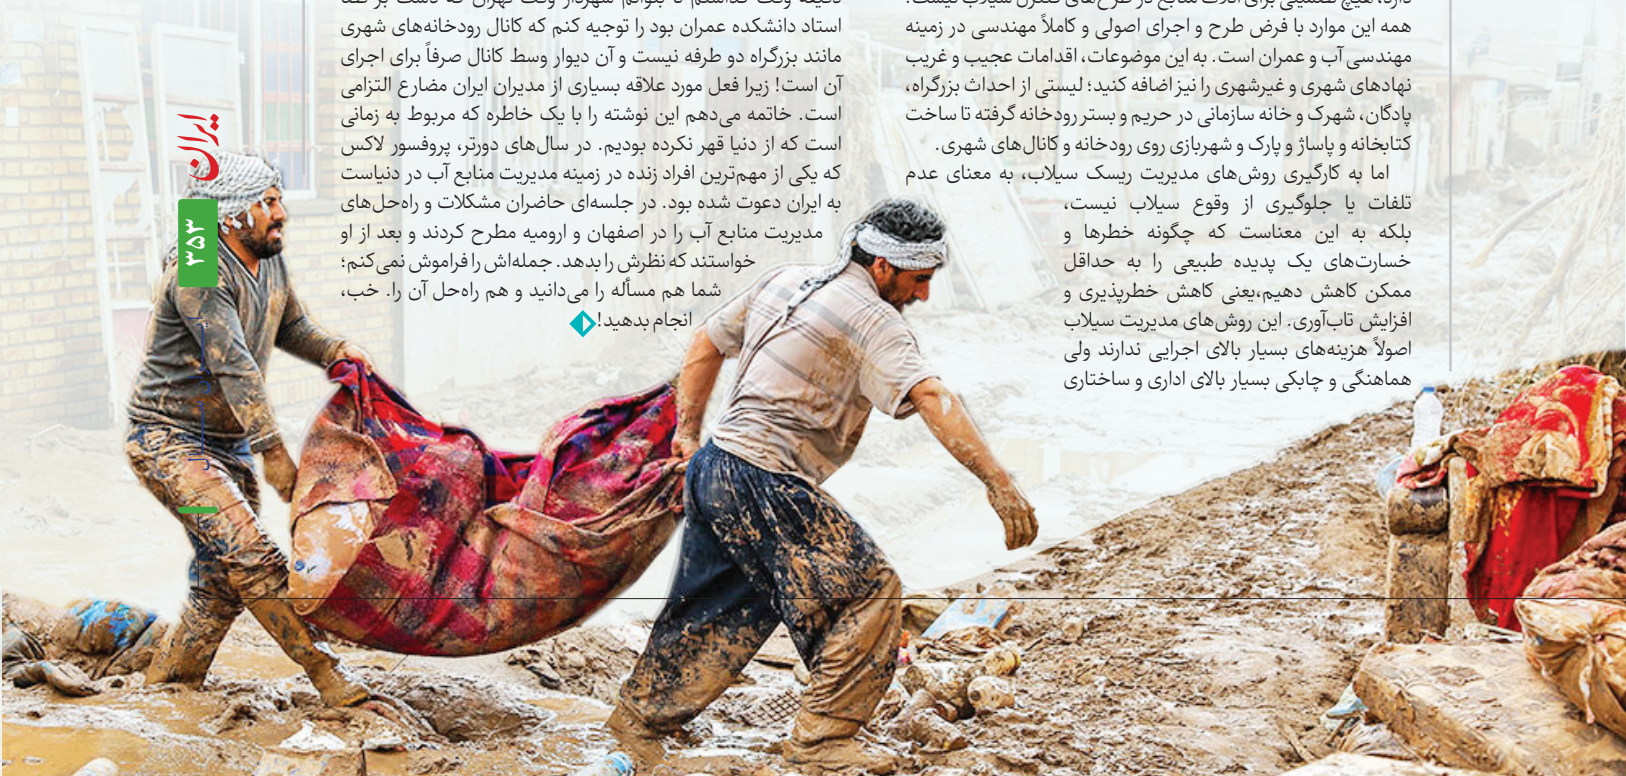 همه این موارد با فرض طرح و اجرای اصولی و کاملاً مهندسی در زمینه
مهندسی آب و عمران است. به این موضوعات، اقدامات عجیب و غریب
نهادهای شهری و غیرشهری را نیز اضافه کنید؛ لیستی از احداث بزرگراه،
پادگان، شهرک و خانه سازمانی در حریم و بستر رودخانه گرفته تا ساخت
کتابخانه و پاساژ و پارک و شهربازی روی رودخانه و کانال‌های شهری.
اما به کارگیری روش‌های مدیریت ریسک سیلاب، به معنای عدم
تلفات یا جلوگیری از وقوع سیلاب نیست،
بلکه به این معناست که چگونه خطرها و
خسارت‌های یک پدیده طبیعی را به حداقل
ممکن کاهش دهیم،یعنی کاهش خطرپذیری و
افزایش تاب‌آوری. این روش‌های مدیریت سیلاب
اصولاً هزینه‌های بسیار بالای اجرایی ندارند ولی
هماهنگی و چابکی بسیار بالای اداری و ساختاری
استاد دانشکده عمران بود را توجیه کنم که کانال رودخانه‌های شهری
مانند بزرگراه دو طرفه نیست و آن دیوار وسط کانال صرفاً برای اجرای
آن است! زیرا فعل مورد علاقه بسیاری از مدیران ایران مضارع التزامی
است. خاتمه می‌دهم این نوشته را با یک خاطره که مربوط به زمانی
است که از دنیا قهر نکرده بودیم. در سال‌های دورتر، پروفسور لاکس
که یکی از مهم‌ترین افراد زنده در زمینه مدیریت منابع آب در دنیاست
به ایران دعوت شده بود. در جلسه‌ای حاضران مشکلات و راه‌حل‌های
مدیریت منابع آب را در اصفهان و ارومیه مطرح کردند و بعد از او
خواستند که نظرش را بدهد. جمله‌اش را فراموش نمی‌کنم؛
شما هم مسأله را می‌دانید و هم راه‌حل آن را. خب،
انجام بدهید!
ایران
۳۵۳